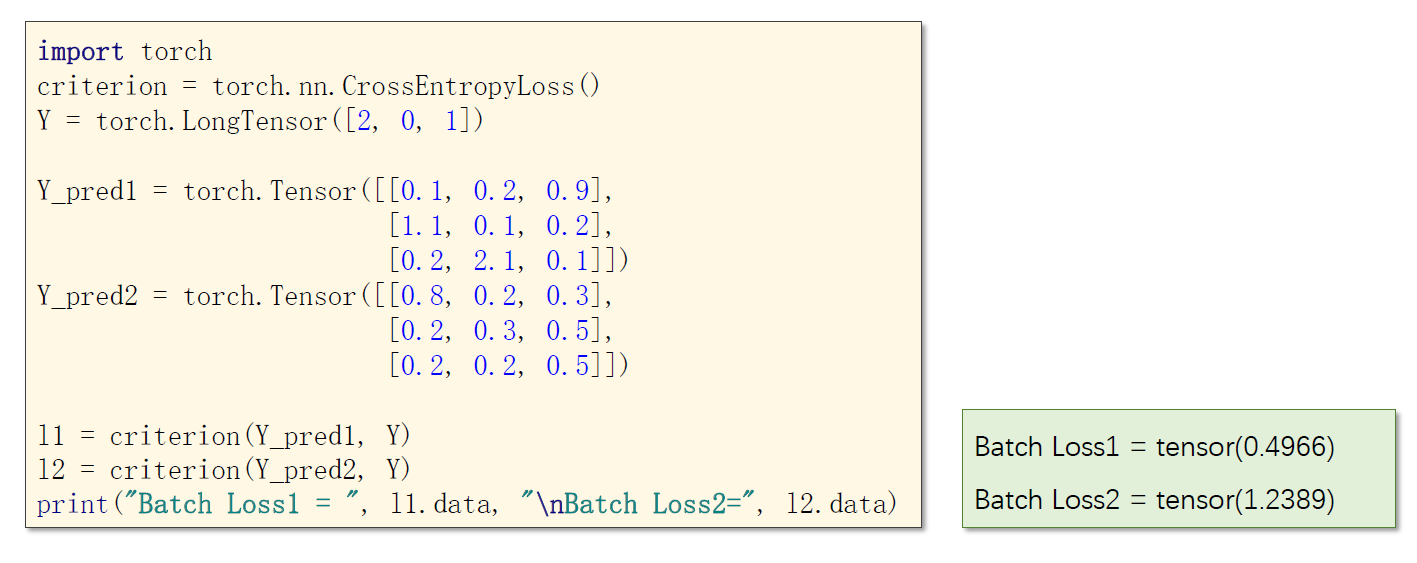 import torch
criterion = torch.nn.CrossEntropyLoss()
Y = torch.LongTensor([2, 0, 1])

Y_pred1 = torch.Tensor([[0.1, 0.2, 0.9],
                        [1.1, 0.1, 0.2],
                        [0.2, 2.1, 0.1]])
Y_pred2 = torch.Tensor([[0.8, 0.2, 0.3],
                        [0.2, 0.3, 0.5],
                        [0.2, 0.2, 0.5]])

l1 = criterion(Y_pred1, Y)
l2 = criterion(Y_pred2, Y)
print("Batch Loss1 = ", l1.data, "\nBatch Loss2=", l2.data)
Batch Loss1 = tensor(0.4966)
Batch Loss2 = tensor(1.2389)